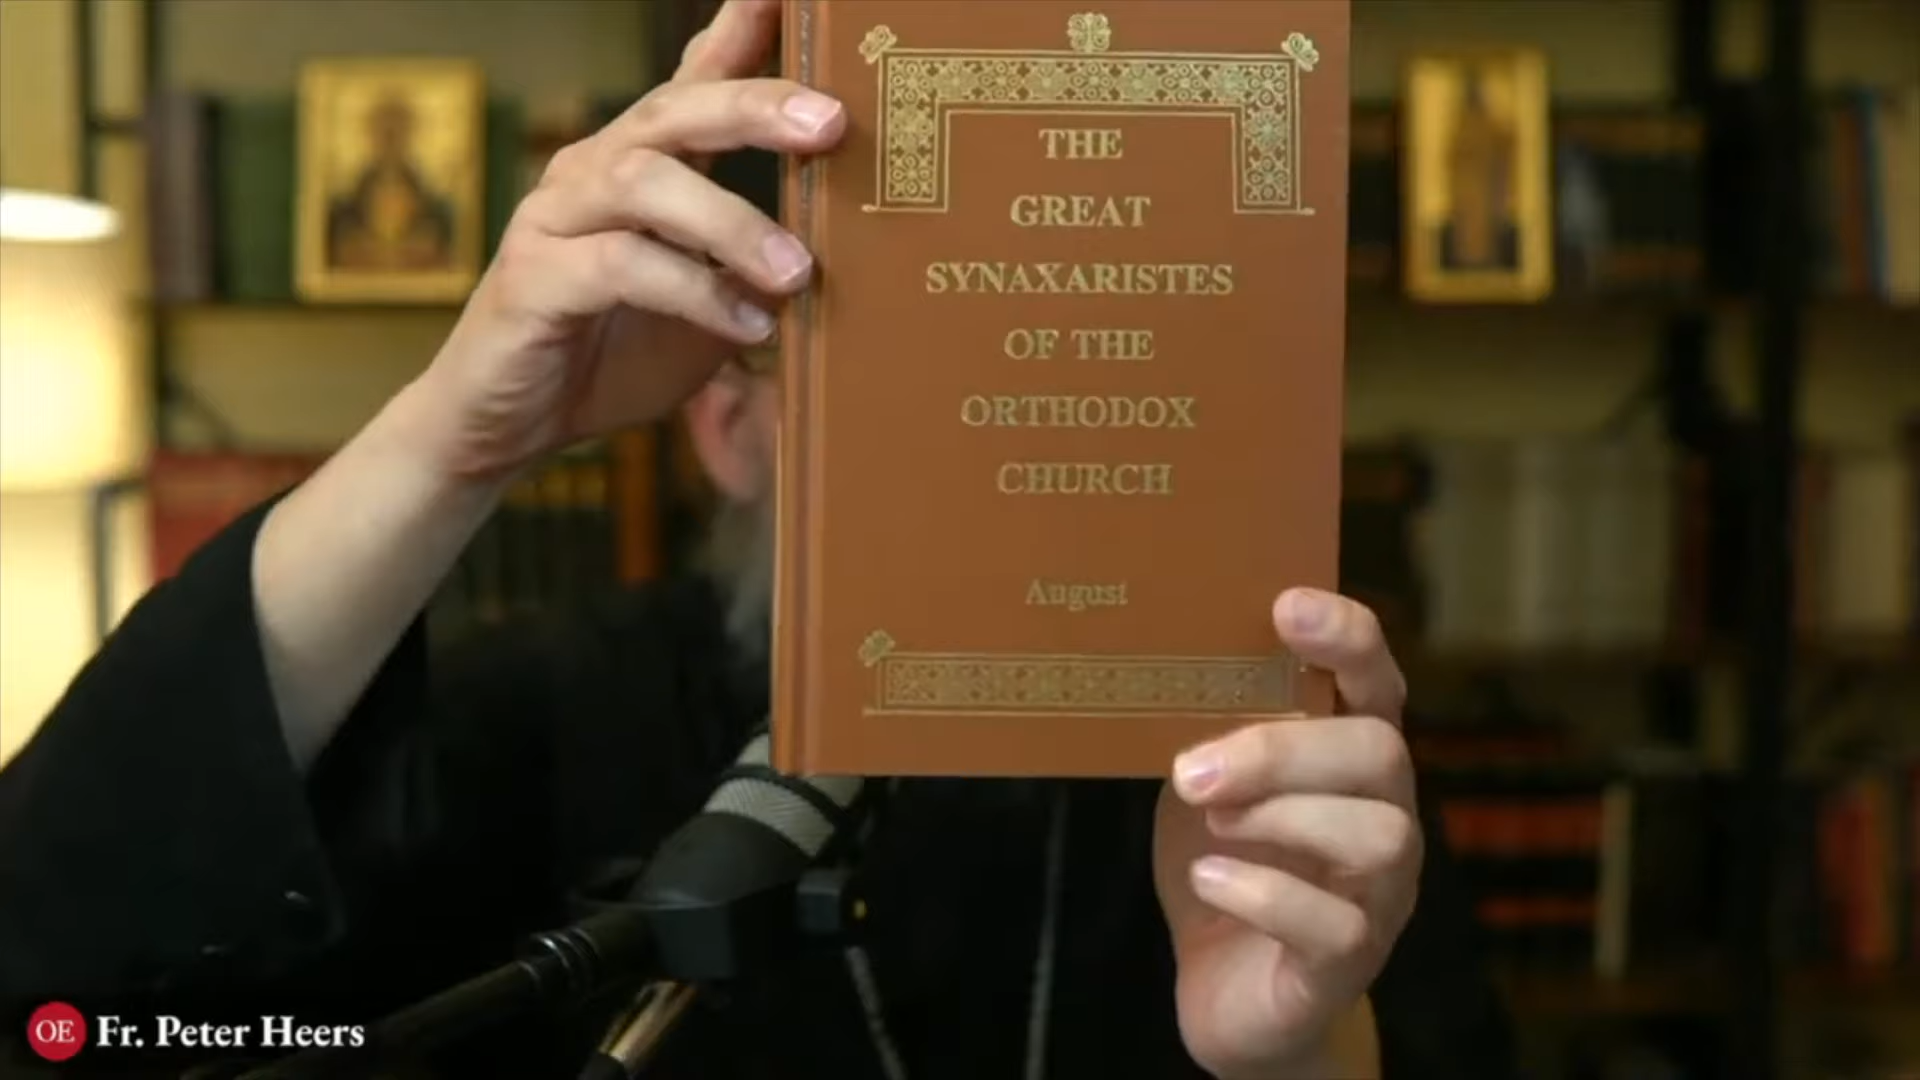 THE
GREAT
SYNAXARISTES
OF THE
ORTHODOX
CHURCH
August
OE Fr. Peter Heers